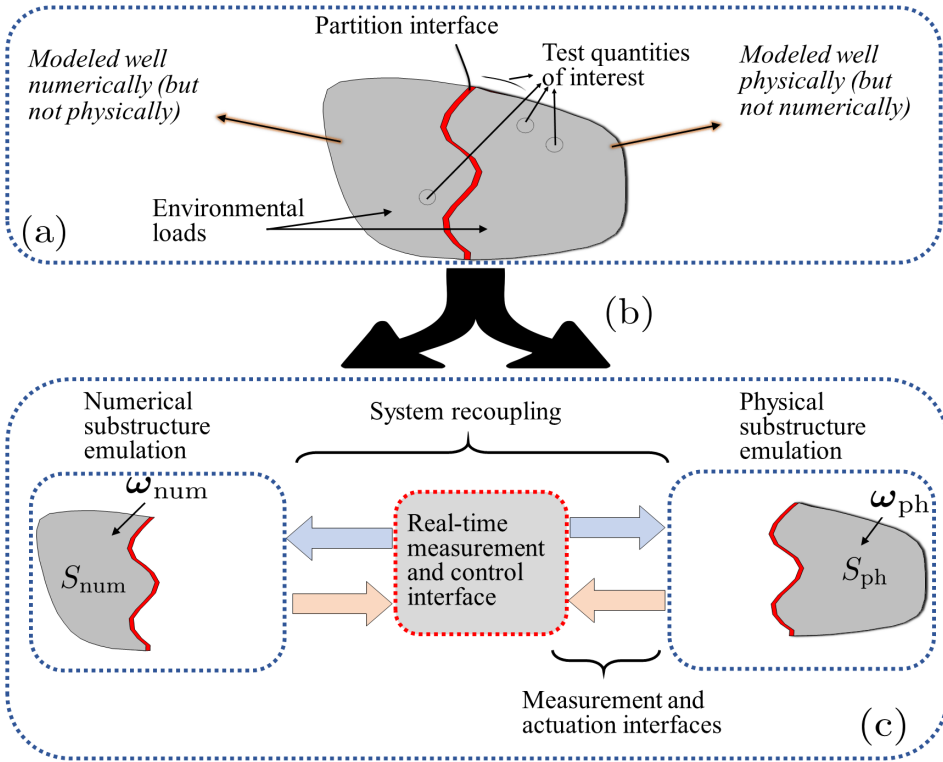 Partition interface
Modeled well
numerically (but
not physically)
Test quantities
of interest
Modeled well
physically (but
not numerically)
Environmental
loads
(a)
(b)
Numerical
substructure
emulation
System recoupling
Physical
substructure
emulation
ω_num
S_num
Real-time
measurement
and control
interface
ω_ph
S_ph
Measurement and
actuation interfaces
(c)